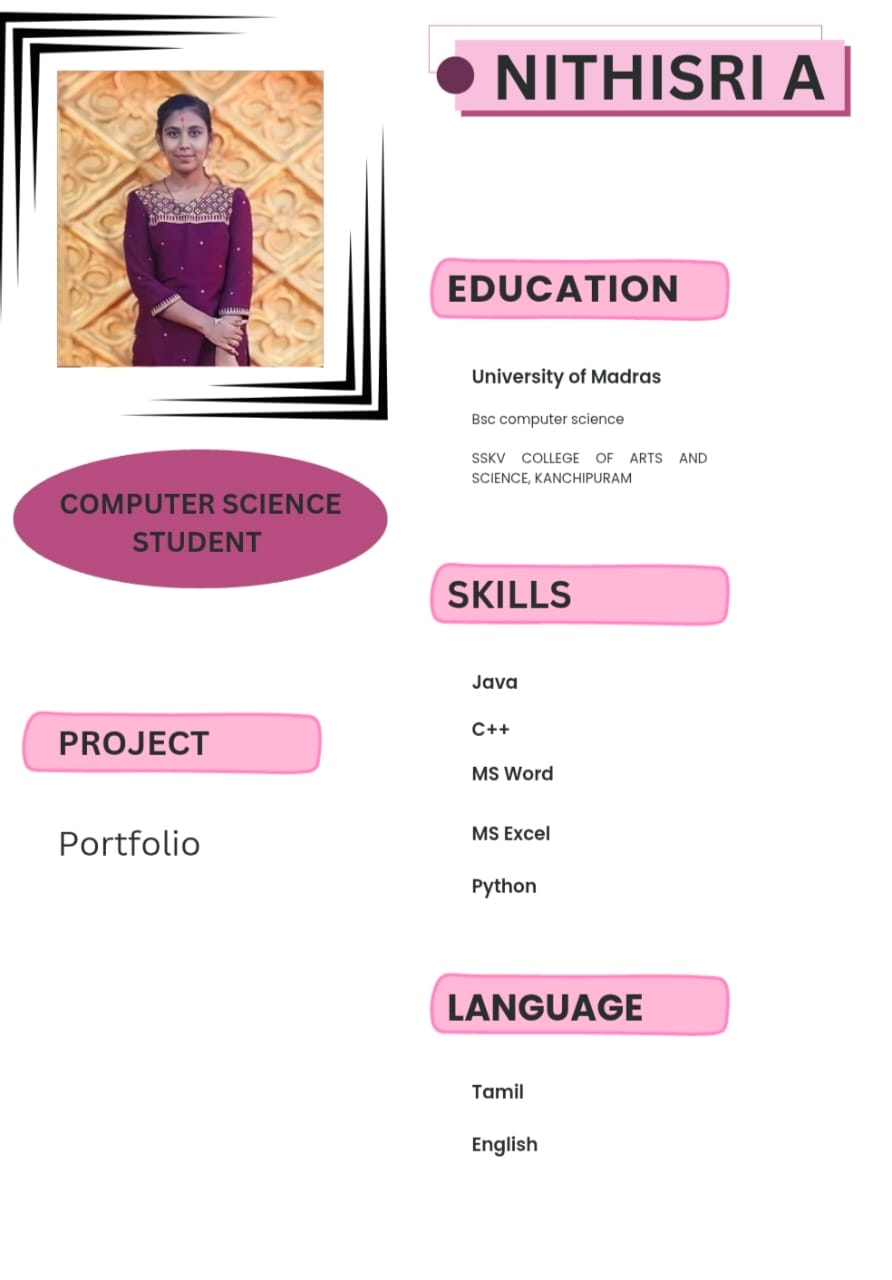 NITHISRI A
COMPUTER SCIENCE
STUDENT
PROJECT
Portfolio
EDUCATION
University of Madras
Bsc computer science
SSKV COLLEGE OF ARTS AND
SCIENCE, KANCHIPURAM
SKILLS
Java
C++
MS Word
MS Excel
Python
LANGUAGE
Tamil
English